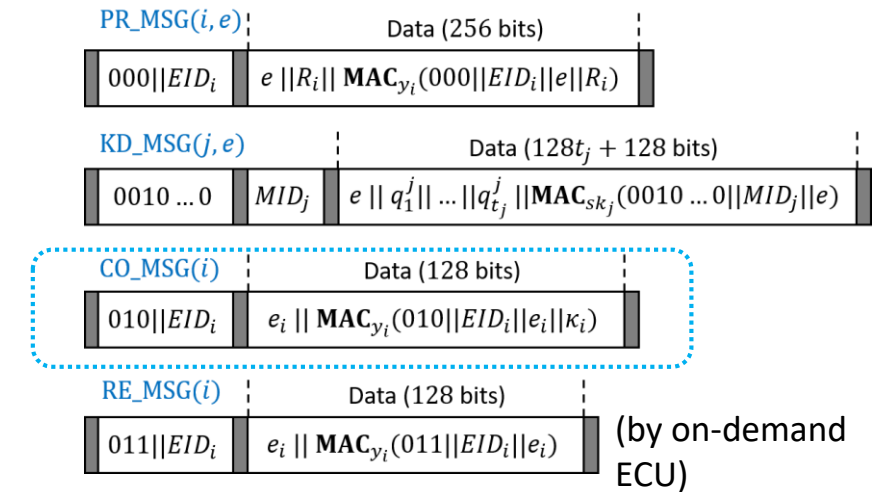 PR_MSG(i, e)
Data (256 bits)
000||EID_i
e ||R_i|| MAC_{y_i}(000||EID_i||e||R_i)
KD_MSG(j, e)
Data (128t_j + 128 bits)
0010 … 0
MID_j
e || q_1^j|| … ||q_{t_j}^j ||MAC_{sk_j}(0010 … 0||MID_j||e)
CO_MSG(i)
Data (128 bits)
010||EID_i
e_i || MAC_{y_i}(010||EID_i||e_i||κ_i)
RE_MSG(i)
Data (128 bits)
011||EID_i
e_i || MAC_{y_i}(011||EID_i||e_i)
(by on-demand
ECU)